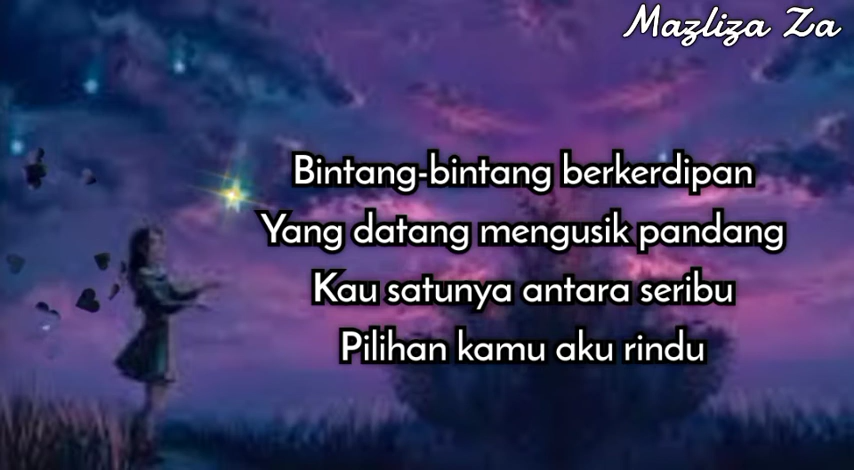 Mazliza Za
Bintang-bintang berkerdipan
Yang datang mengusik pandang
Kau satunya antara seribu
Pilihan kamu aku rindu